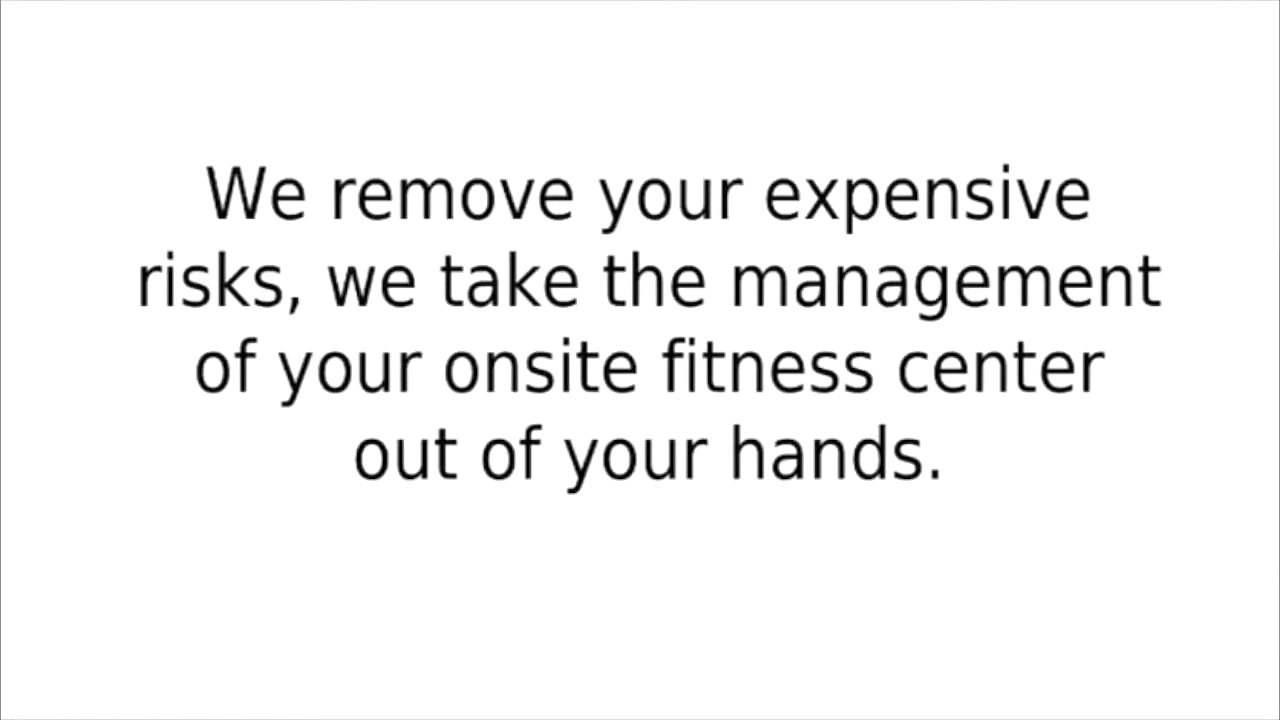 We remove your expensive
risks, we take the management
of your onsite fitness center
out of your hands.